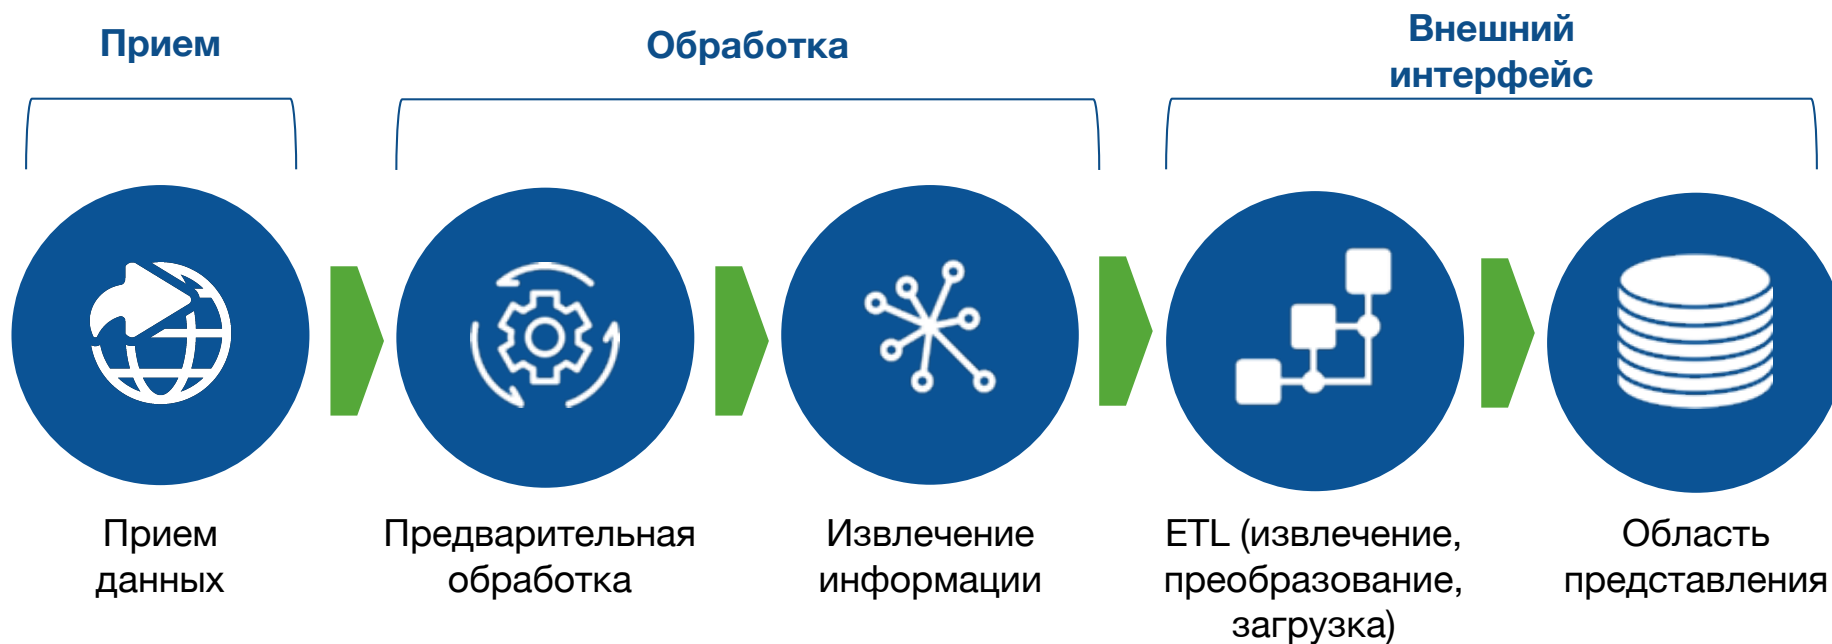 Прием
Обработка
Внешний
интерфейс
Прием
данных
Предварительная
обработка
Извлечение
информации
ETL (извлечение,
преобразование,
загрузка)
Область
представления